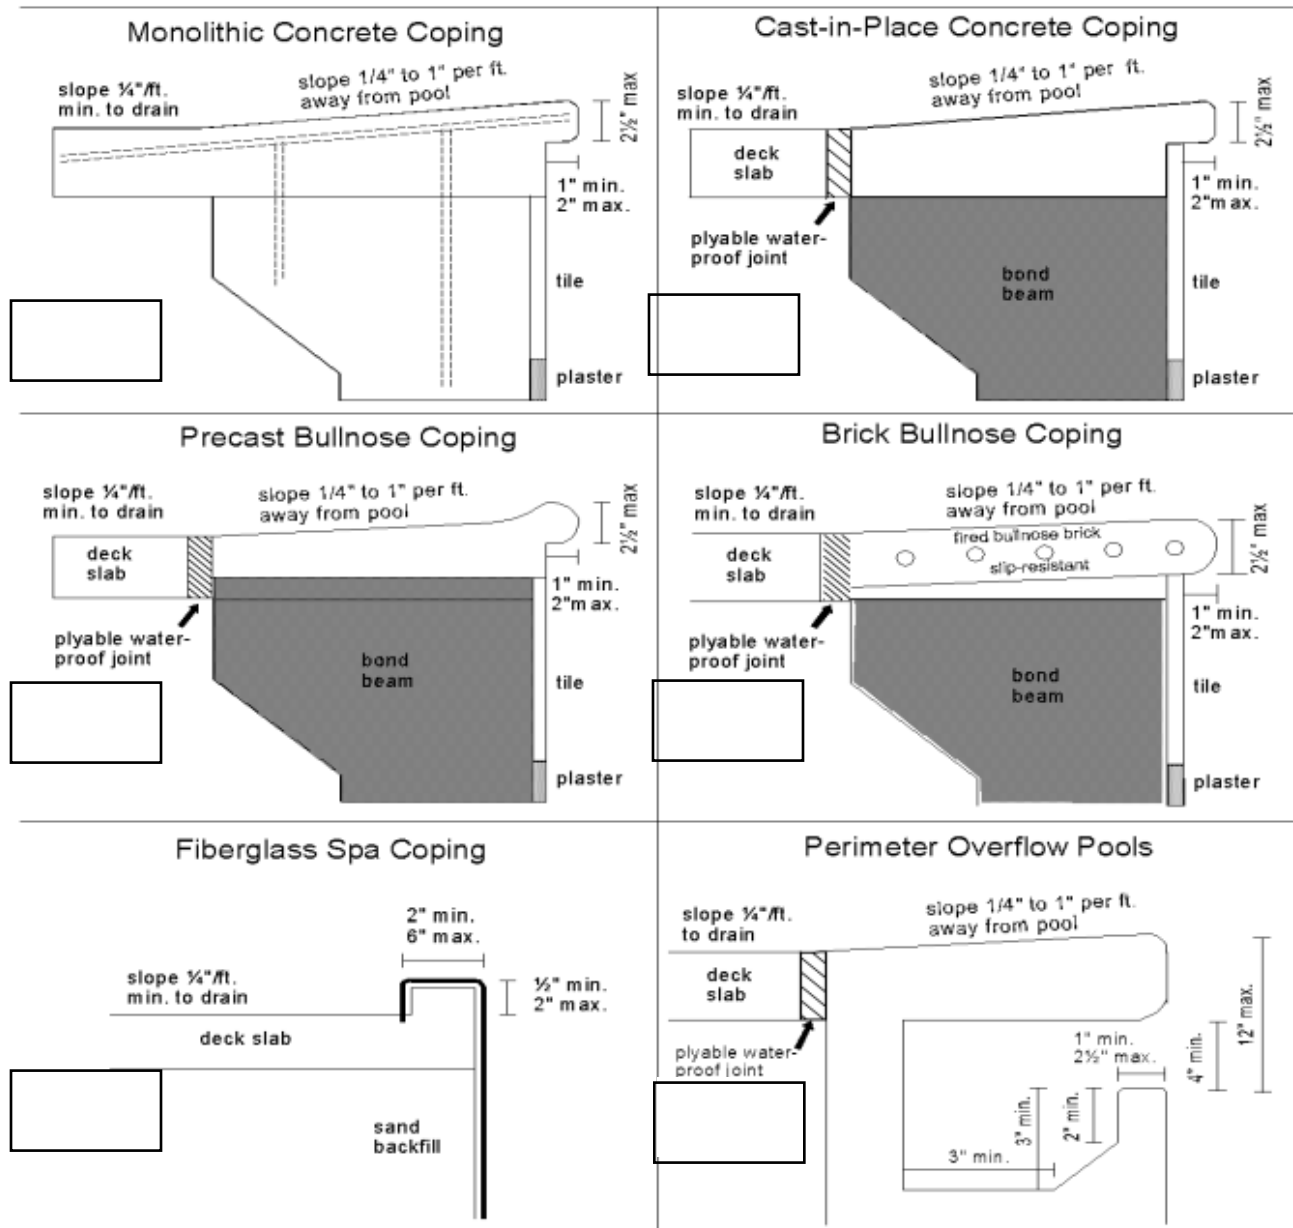 Monolithic Concrete Coping
slope ¼"/ft.
min. to drain
slope 1/4" to 1" per ft.
away from pool
2½" max
1" min.
2" max.
tile
plaster
Cast-in-Place Concrete Coping
slope ¼"/ft.
min. to drain
slope 1/4" to 1" per ft.
away from pool
2½" max
deck
slab
1" min.
2"max.
plyable water-
proof joint
bond
beam
tile
plaster
Precast Bullnose Coping
slope ¼"/ft.
min. to drain
slope 1/4" to 1" per ft.
away from pool
2½" max
deck
slab
1" min.
2"max.
plyable water-
proof joint
bond
beam
tile
plaster
Brick Bullnose Coping
slope ¼"/ft.
min. to drain
slope 1/4" to 1" per ft.
away from pool
fired bullnose brick
slip-resistant
2½" max
deck
slab
1" min.
2"max.
plyable water-
proof joint
bond
beam
tile
plaster
Fiberglass Spa Coping
2" min.
6" max.
slope ¼"/ft.
min. to drain
½" min.
2" max.
deck slab
sand
backfill
Perimeter Overflow Pools
slope ¼"/ft.
to drain
slope 1/4" to 1" per ft.
away from pool
deck
slab
12" max.
plyable water-
proof joint
1" min.
2½" max.
4" min.
3" min.
2" min.
3" min.